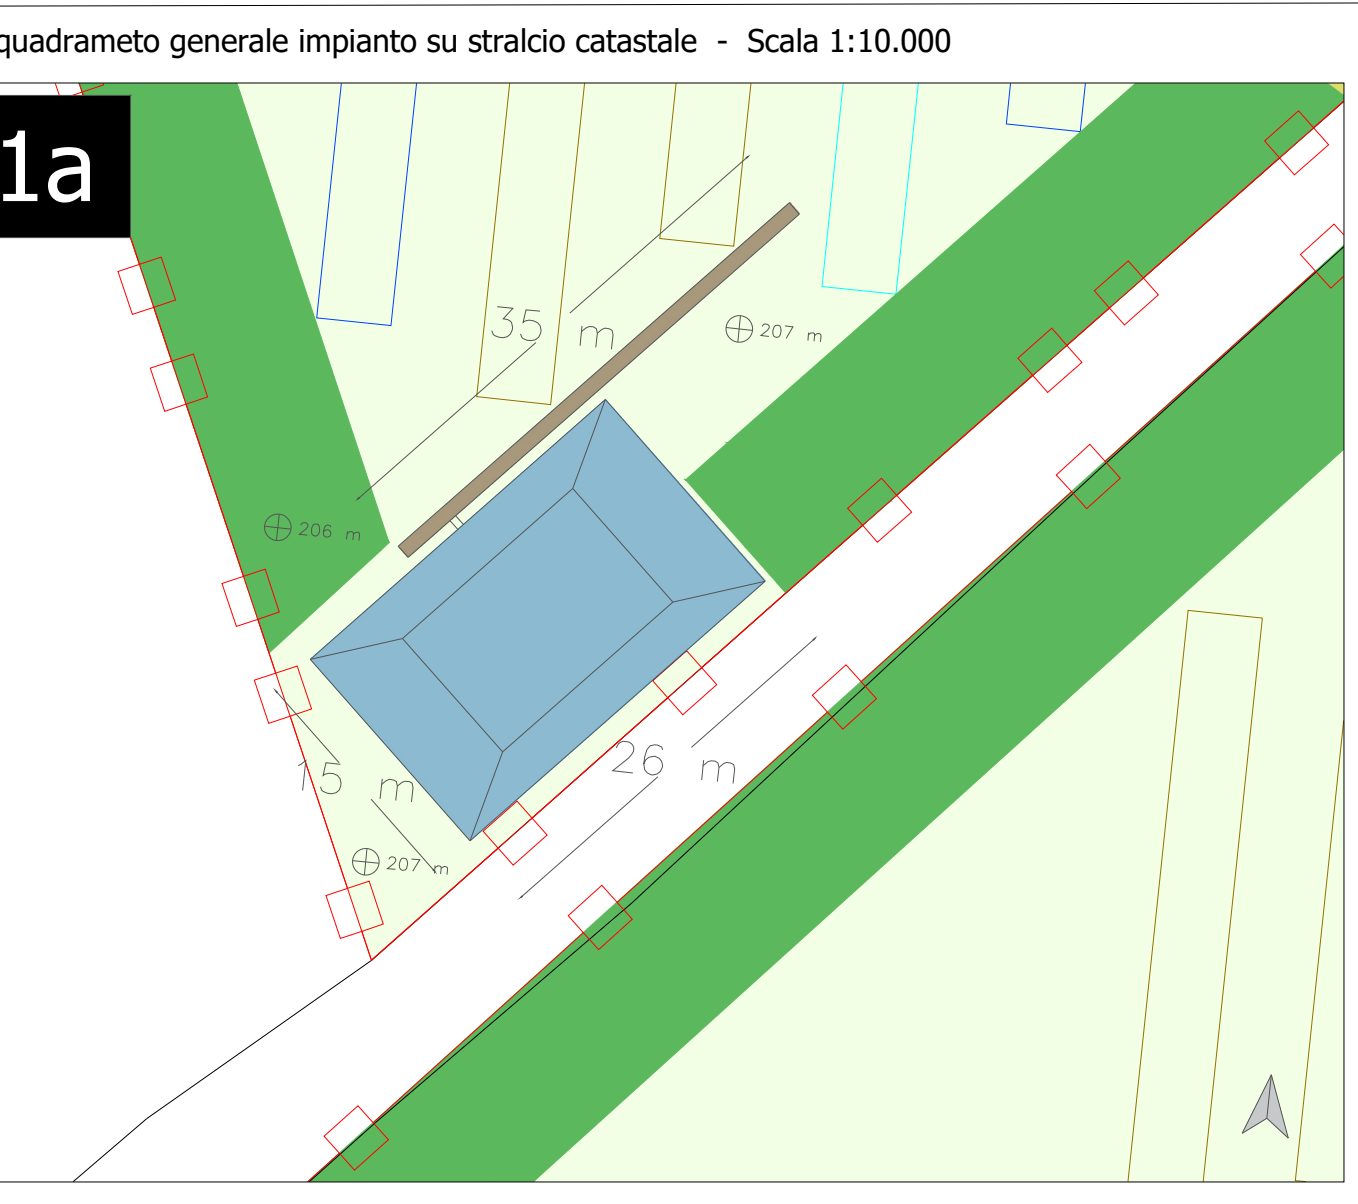 quadrameto generale impianto su stralcio catastale - Scala 1:10.000
1a
35 m
207 m
206 m
26 m
15 m
207 m